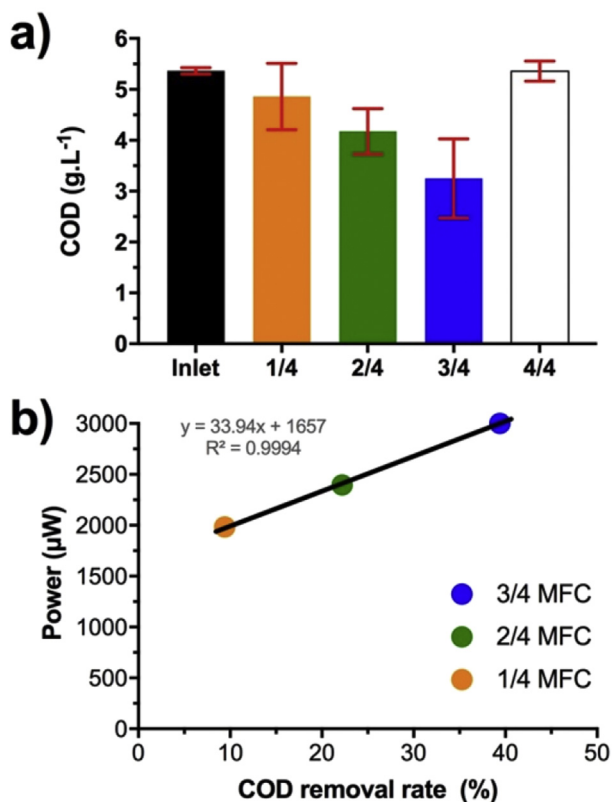 a)
6
5
4
3
2
1
0
COD (g.L⁻¹)
Inlet 1/4 2/4 3/4 4/4
b)
y = 33.94x + 1657
R² = 0.9994
3000
2500
2000
1500
1000
500
0
Power (µW)
3/4 MFC
2/4 MFC
1/4 MFC
0 10 20 30 40 50
COD removal rate (%)